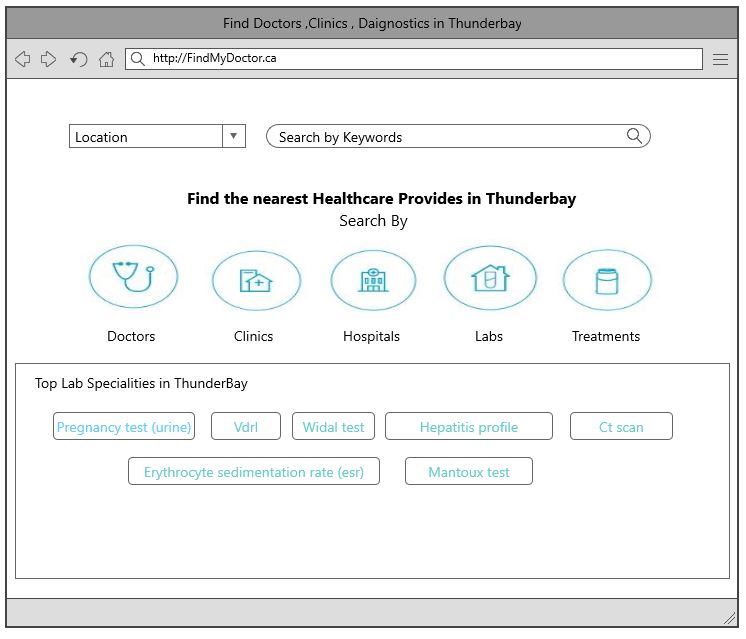 Find Doctors ,Clinics , Daignostics in Thunderbay
http://FindMyDoctor.ca
Location Search by Keywords
Find the nearest Healthcare Provides in Thunderbay
Search By
Doctors Clinics Hospitals Labs Treatments
Top Lab Specialities in ThunderBay
Pregnancy test (urine) Vdrl Widal test Hepatitis profile Ct scan
Erythrocyte sedimentation rate (esr) Mantoux test